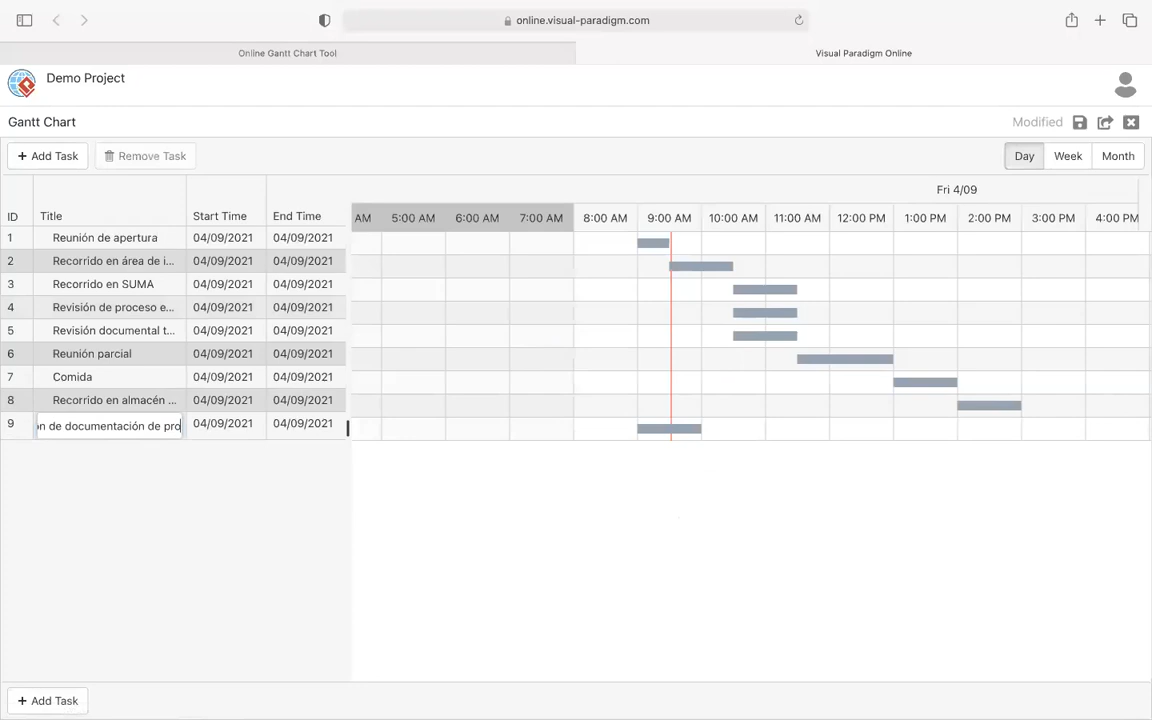 online.visual-paradigm.com
Online Gantt Chart Tool
Visual Paradigm Online
Demo Project
Gantt Chart
Modified
+ Add Task
Remove Task
Day
Week
Month
Fri 4/09
ID Title Start Time End Time
AM 5:00 AM 6:00 AM 7:00 AM 8:00 AM 9:00 AM 10:00 AM 11:00 AM 12:00 PM 1:00 PM 2:00 PM 3:00 PM 4:00 PM
1 Reunión de apertura 04/09/2021 04/09/2021
2 Recorrido en área de i... 04/09/2021 04/09/2021
3 Recorrido en SUMA 04/09/2021 04/09/2021
4 Revisión de proceso e... 04/09/2021 04/09/2021
5 Revisión documental t... 04/09/2021 04/09/2021
6 Reunión parcial 04/09/2021 04/09/2021
7 Comida 04/09/2021 04/09/2021
8 Recorrido en almacén ... 04/09/2021 04/09/2021
9 ón de documentación de pro 04/09/2021 04/09/2021
+ Add Task